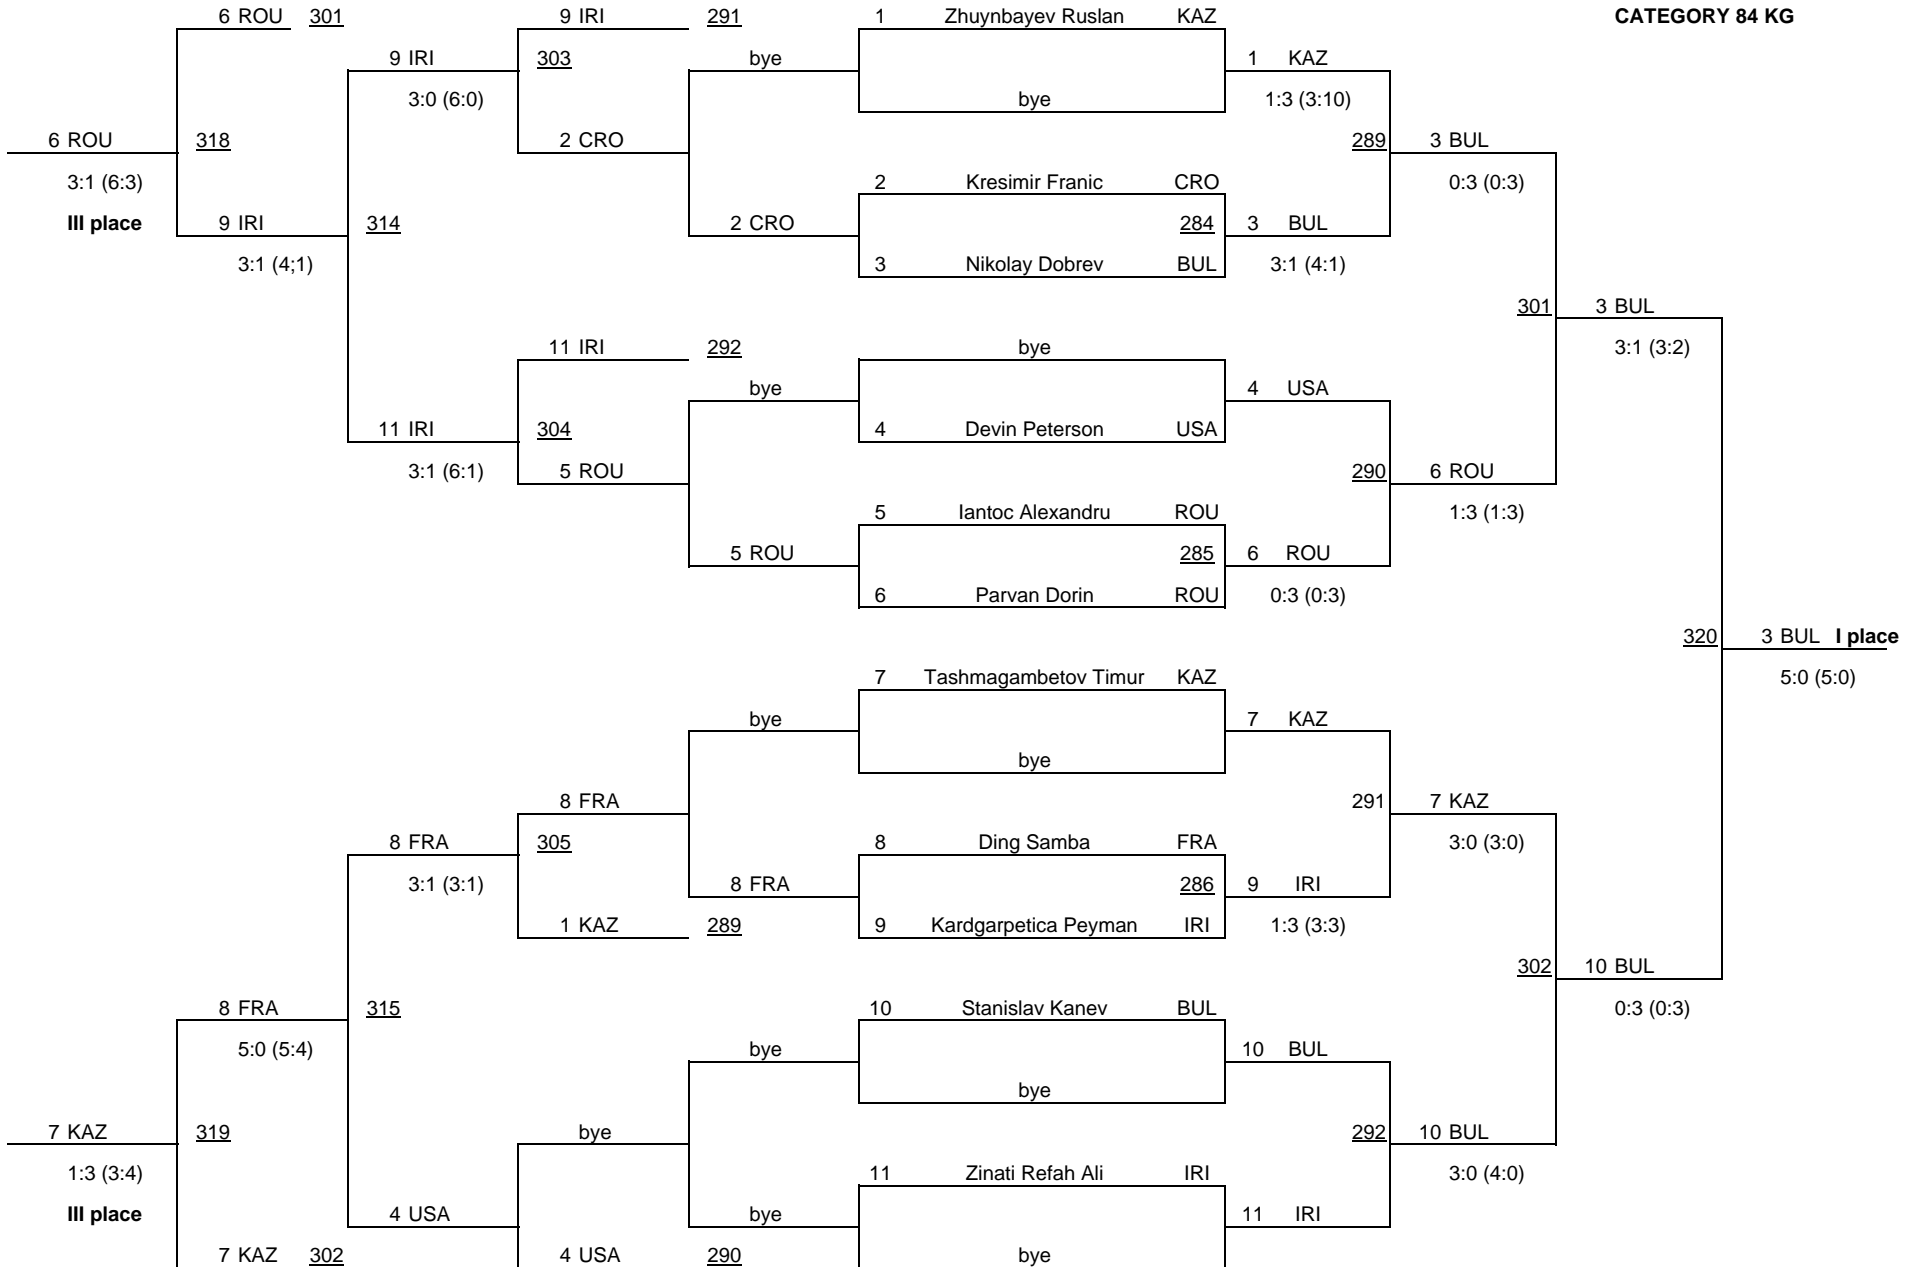 6 ROU 301 9 IRI 291 1 Zhuynbayev Ruslan KAZ CATEGORY 84 KG
9 IRI 303 bye 1 KAZ
3:0 (6:0) bye 1:3 (3:10)
6 ROU 318 2 CRO 289 3 BUL
3:1 (6:3) 2 Kresimir Franic CRO 0:3 (0:3)
III place 9 IRI 314 2 CRO 284 3 BUL
3:1 (4;1) 3 Nikolay Dobrev BUL 3:1 (4:1)
301 3 BUL
11 IRI 292 bye 3:1 (3:2)
bye 4 USA
11 IRI 304 4 Devin Peterson USA
3:1 (6:1) 5 ROU 290 6 ROU
5 Iantoc Alexandru ROU 1:3 (1:3)
5 ROU 285 6 ROU
6 Parvan Dorin ROU 0:3 (0:3)
320 3 BUL I place
7 Tashmagambetov Timur KAZ 5:0 (5:0)
bye 7 KAZ
bye
8 FRA 291 7 KAZ
8 FRA 305 8 Ding Samba FRA 3:0 (3:0)
3:1 (3:1) 8 FRA 286 9 IRI
1 KAZ 289 9 Kardgarpetica Peyman IRI 1:3 (3:3)
302 10 BUL
8 FRA 315 10 Stanislav Kanev BUL 0:3 (0:3)
5:0 (5:4) bye 10 BUL
bye
7 KAZ 319 bye 292 10 BUL
1:3 (3:4) 11 Zinati Refah Ali IRI 3:0 (4:0)
III place 4 USA bye 11 IRI
7 KAZ 302 4 USA 290 bye